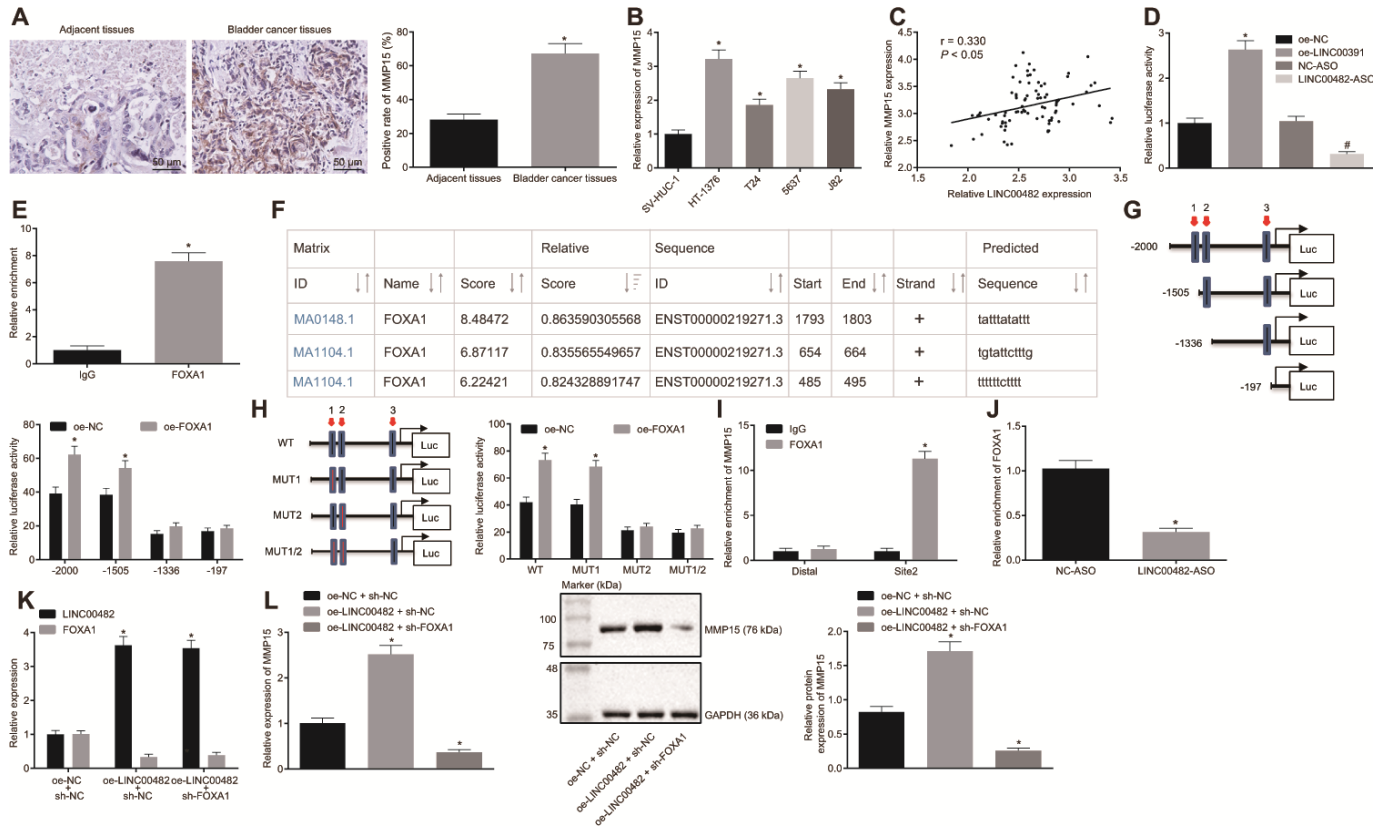 A
Adjacent tissues
Bladder cancer tissues
50 µm
50 µm
Positive rate of MMP15 (%)
80
60
40
20
0
*
Adjacent tissues
Bladder cancer tissues
B
Relative expression of MMP15
4
3
2
1
0
*
*
*
*
SV-HUC-1
HT-1376
T24
5637
J82
C
r = 0.330
P < 0.05
Relative MMP15 expression
4.5
4.0
3.5
3.0
2.5
2.0
1.5
2.0
2.5
3.0
3.5
Relative LINC00482 expression
D
oe-NC
oe-LINC00391
NC-ASO
LINC00482-ASO
Relative luciferase activity
3
2
1
0
*
#
E
Relative enrichment
10
8
6
4
2
0
*
IgG
FOXA1
F
Matrix Relative Sequence Predicted
ID Name Score Score ID Start End Strand Sequence
MA0148.1 FOXA1 8.48472 0.863590305568 ENST00000219271.3 1793 1803 + tatttatattt
MA1104.1 FOXA1 6.87117 0.835565549657 ENST00000219271.3 654 664 + tgtattctttg
MA1104.1 FOXA1 6.22421 0.824328891747 ENST00000219271.3 485 495 + ttttttctttt
G
1 2 3
-2000 Luc
-1505 Luc
-1336 Luc
-197 Luc
oe-NC
oe-FOXA1
Relative luciferase activity
80
60
40
20
0
*
*
-2000
-1505
-1336
-197
H
1 2 3
WT Luc
MUT1 Luc
MUT2 Luc
MUT1/2 Luc
oe-NC
oe-FOXA1
Relative luciferase activity
100
80
60
40
20
0
*
*
WT
MUT1
MUT2
MUT1/2
I
IgG
FOXA1
Relative enrichment of MMP15
15
10
5
0
*
Distal
Site2
J
Relative enrichment of FOXA1
1.5
1.0
0.5
0.0
*
NC-ASO
LINC00482-ASO
K
LINC00482
FOXA1
Relative expression
5
4
3
2
1
0
*
*
oe-NC
+
sh-NC
oe-LINC00482
+
sh-NC
oe-LINC00482
+
sh-FOXA1
L
oe-NC + sh-NC
oe-LINC00482 + sh-NC
oe-LINC00482 + sh-FOXA1
Relative expression of MMP15
3
2
1
0
*
*
Marker (kDa)
100
75
48
35
MMP15 (76 kDa)
GAPDH (36 kDa)
oe-NC + sh-NC
oe-LINC00482 + sh-NC
oe-LINC00482 + sh-FOXA1
oe-NC + sh-NC
oe-LINC00482 + sh-NC
oe-LINC00482 + sh-FOXA1
Relative protein
expression of MMP15
2.0
1.5
1.0
0.5
0.0
*
*